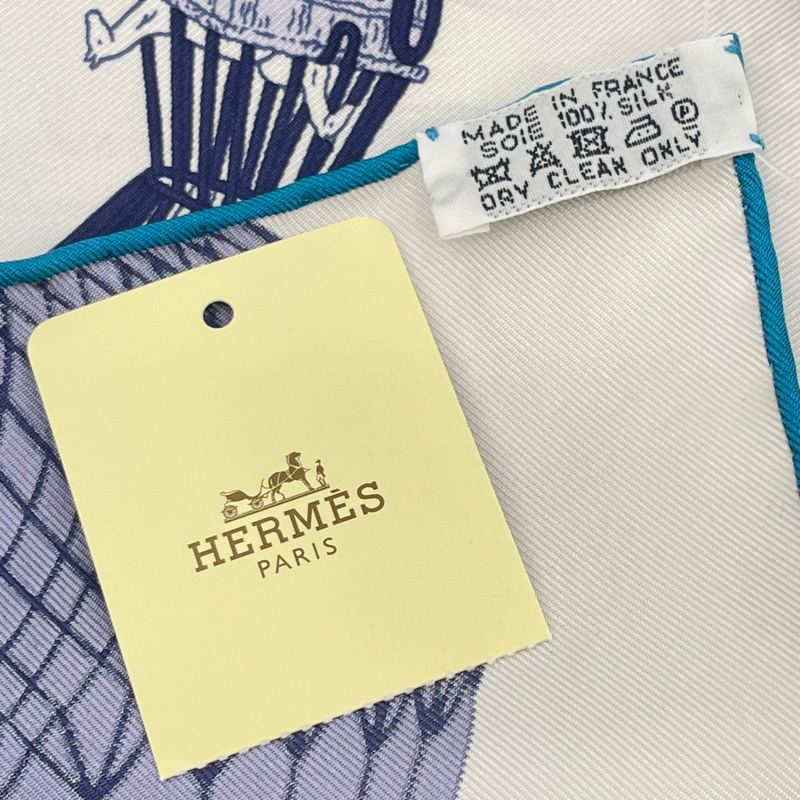 MADE IN FRANCE
SOIE 100% SILK
P
DRY CLEAN ONLY
HERMÈS
PARIS